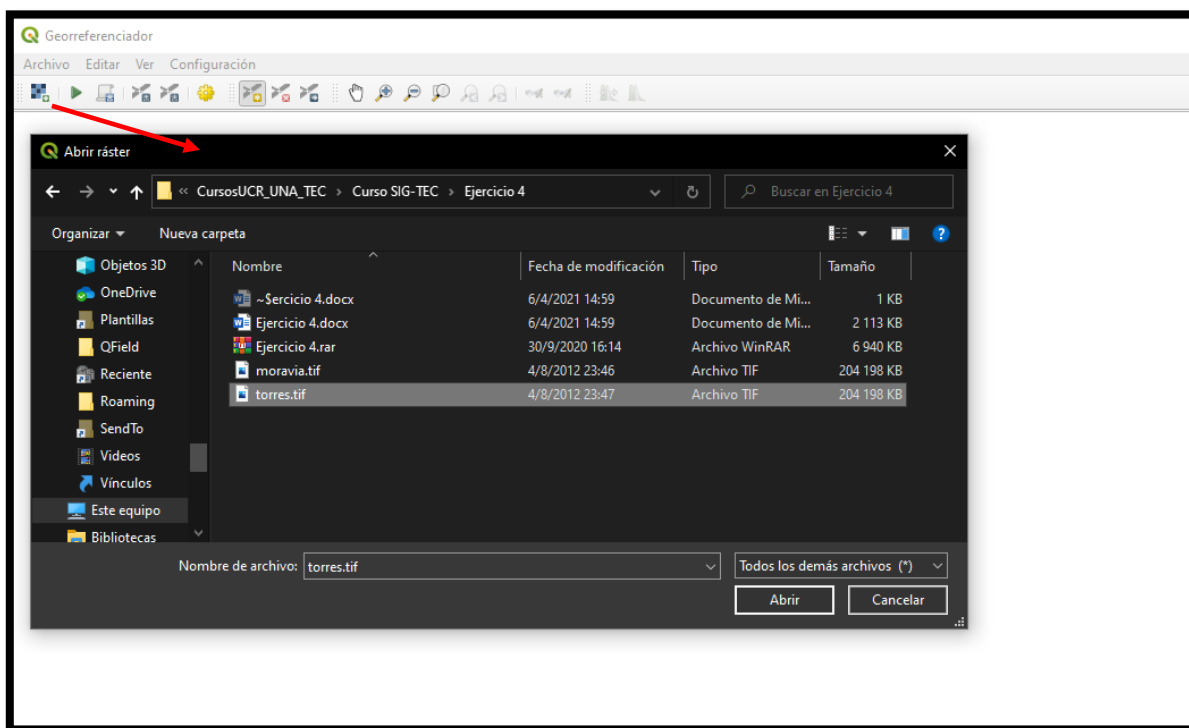 Georreferenciador
Archivo Editar Ver Configuración
Abrir ráster
« CursosUCR_UNA_TEC > Curso SIG-TEC > Ejercicio 4
Buscar en Ejercicio 4
Organizar Nueva carpeta
Objetos 3D
OneDrive
Plantillas
QField
Reciente
Roaming
SendTo
Videos
Vínculos
Este equipo
Bibliotecas
Nombre Fecha de modificación Tipo Tamaño
~$ercicio 4.docx 6/4/2021 14:59 Documento de Mi... 1 KB
Ejercicio 4.docx 6/4/2021 14:59 Documento de Mi... 2 113 KB
Ejercicio 4.rar 30/9/2020 16:14 Archivo WinRAR 6 940 KB
moravia.tif 4/8/2012 23:46 Archivo TIF 204 198 KB
torres.tif 4/8/2012 23:47 Archivo TIF 204 198 KB
Nombre de archivo: torres.tif Todos los demás archivos (*)
Abrir Cancelar